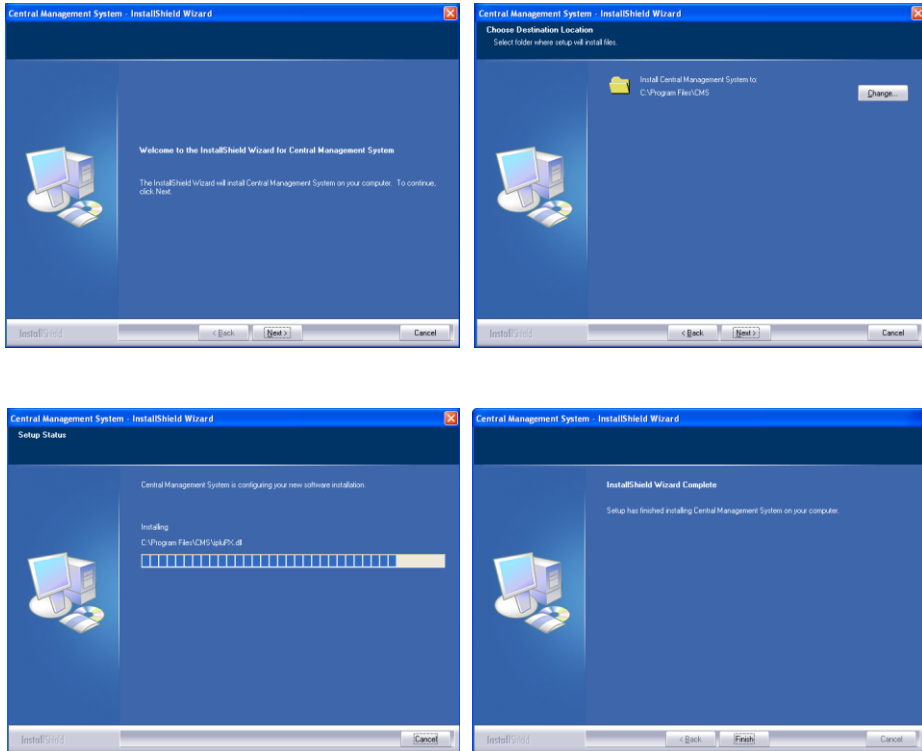 Central Management System - InstallShield Wizard
Welcome to the InstallShield Wizard for Central Management System
The InstallShield Wizard will install Central Management System on your computer. To continue,
click Next.
InstallShield
< Back
Next >
Cancel
Central Management System - InstallShield Wizard
Choose Destination Location
Select folder where setup will install files.
Install Central Management System to:
C:\Program Files\CMS
Change...
InstallShield
< Back
Next >
Cancel
Central Management System - InstallShield Wizard
Setup Status
Central Management System is configuring your new software installation.
Installing
C:\Program Files\CMS\
InstallShield
Cancel
Central Management System - InstallShield Wizard
InstallShield Wizard Complete
Setup has finished installing Central Management System on your computer.
InstallShield
< Back
Finish
Cancel